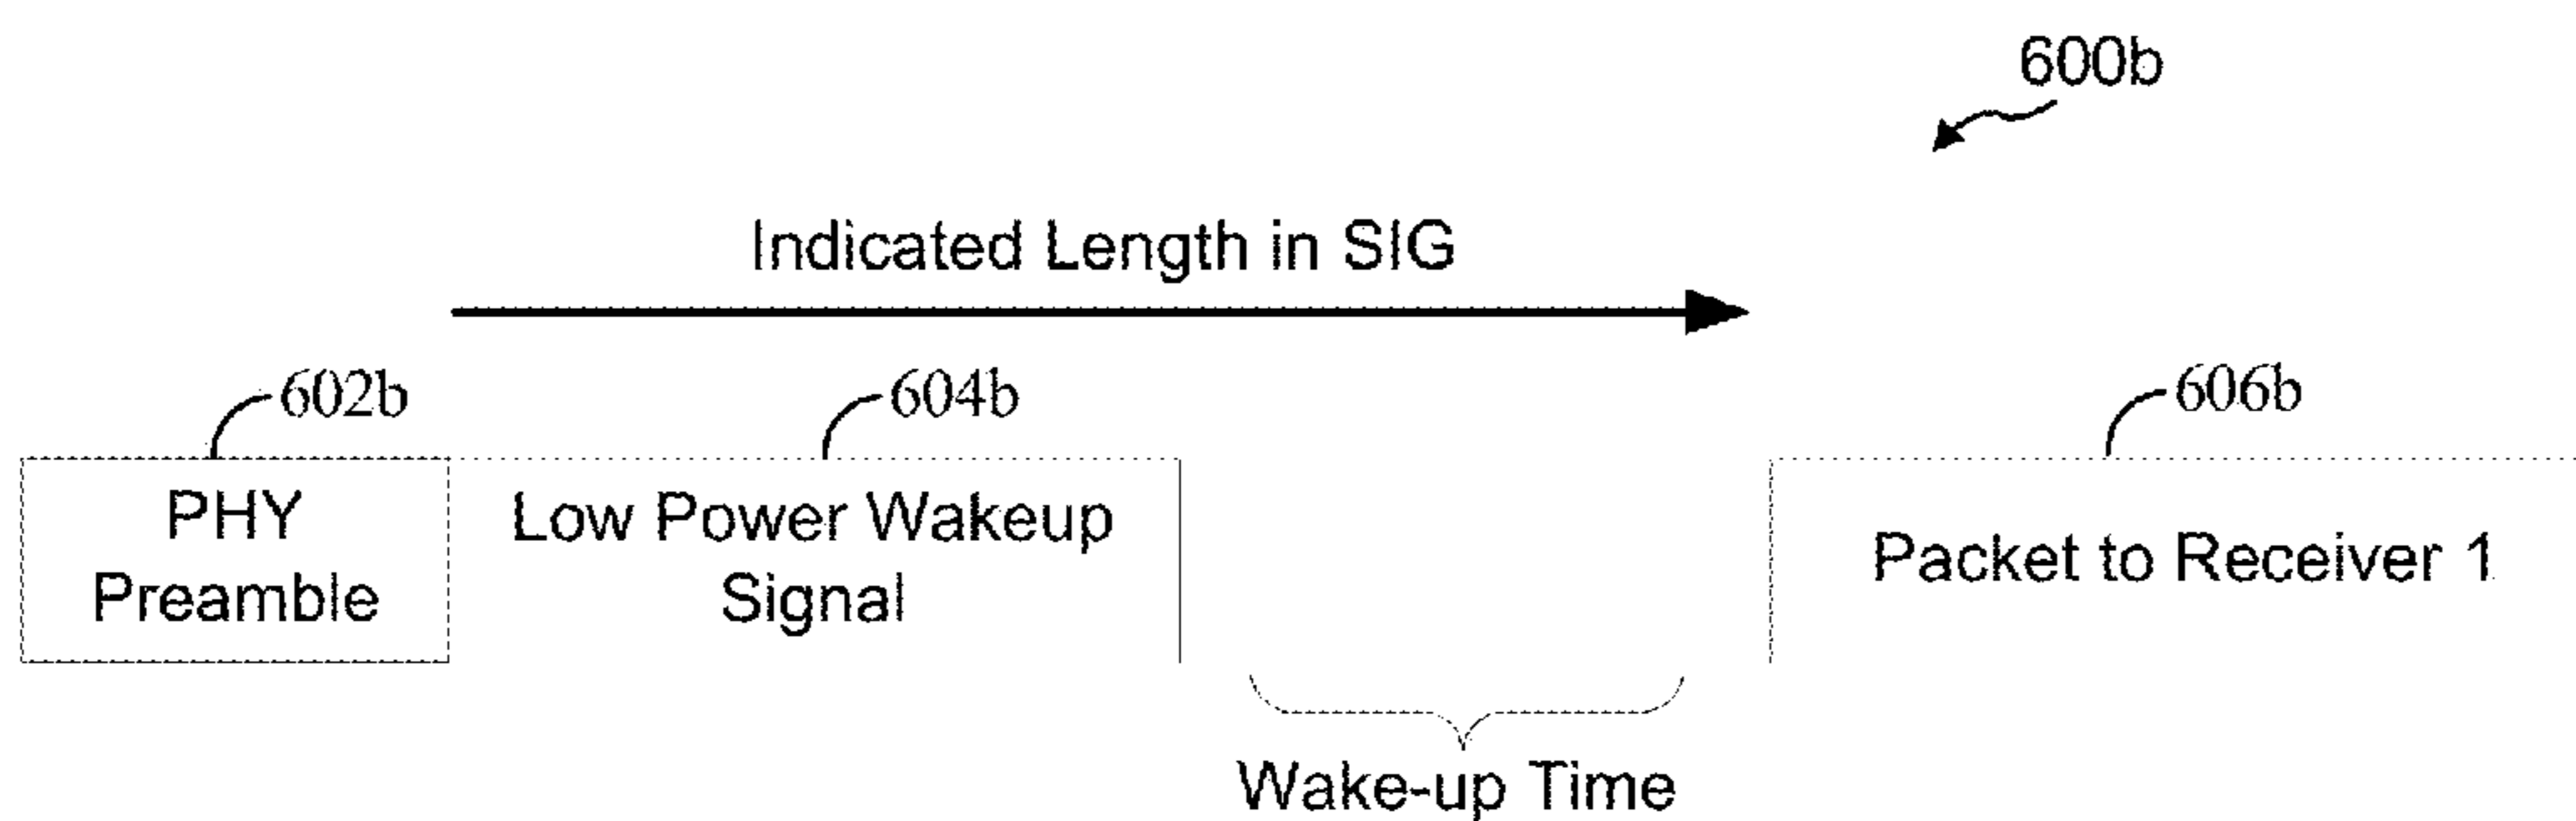 600b
Indicated Length in SIG
602b
604b
606b
PHY
Preamble
Low Power Wakeup
Signal
Packet to Receiver 1
Wake-up Time